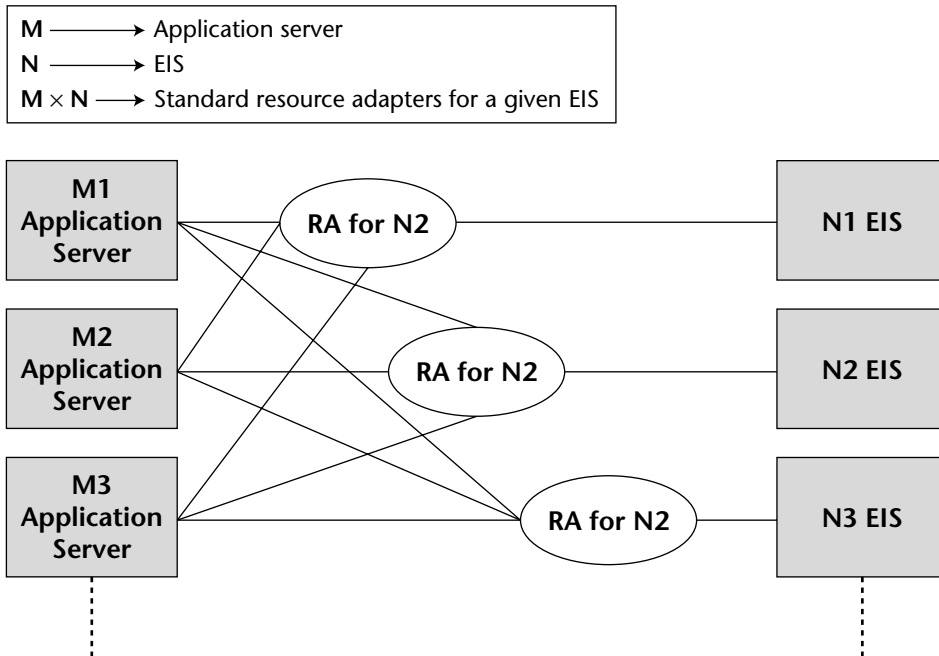 M ⟶ Application server
N ⟶ EIS
M × N ⟶ Standard resource adapters for a given EIS
M1
Application
Server
RA for N2
N1 EIS
M2
Application
Server
RA for N2
N2 EIS
M3
Application
Server
RA for N2
N3 EIS